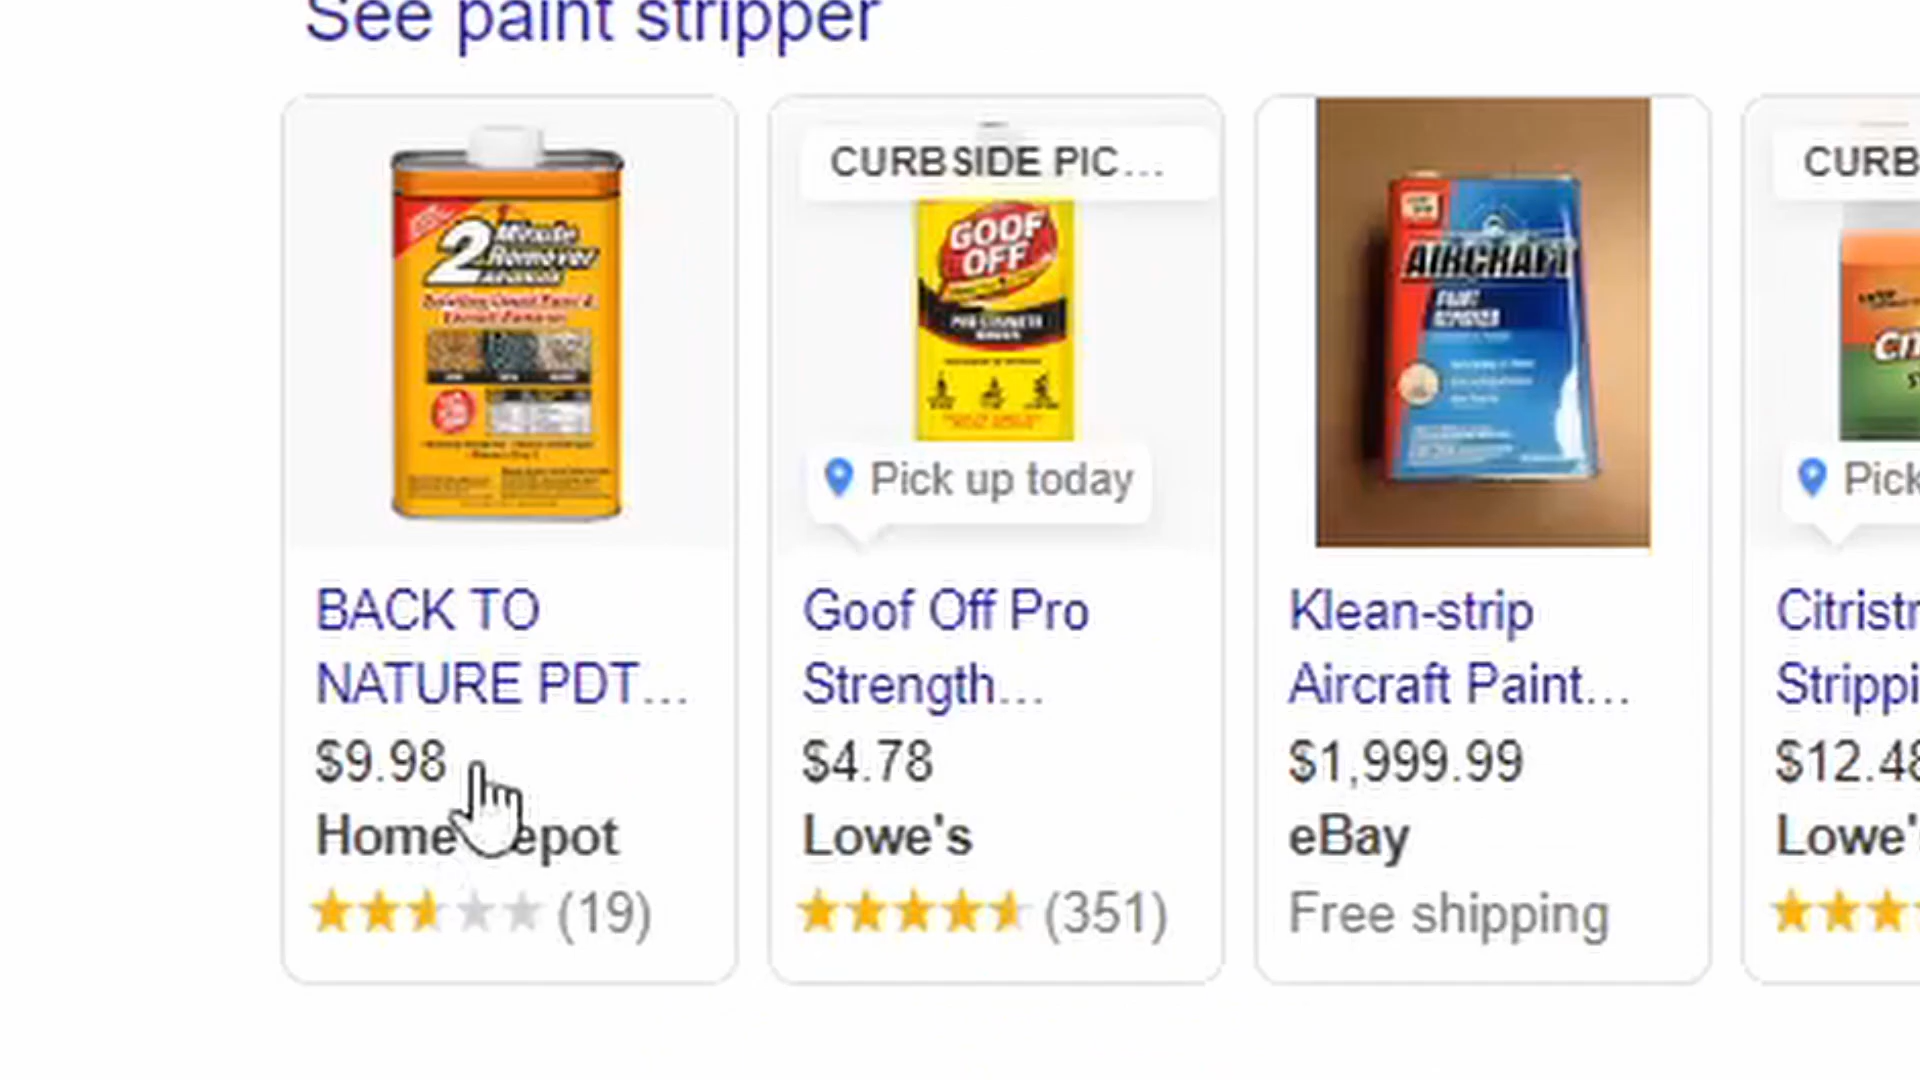 See paint stripper
2 Minute
Remover
CURBSIDE PIC...
GOOF
OFF
Pick up today
AIRCRAFT
CURB
Pick
BACK TO
NATURE PDT...
$9.98
Home epot
(19)
Goof Off Pro
Strength...
$4.78
Lowe's
(351)
Klean-strip
Aircraft Paint...
$1,999.99
eBay
Free shipping
Citristr
Strippi
$12.48
Lowe's